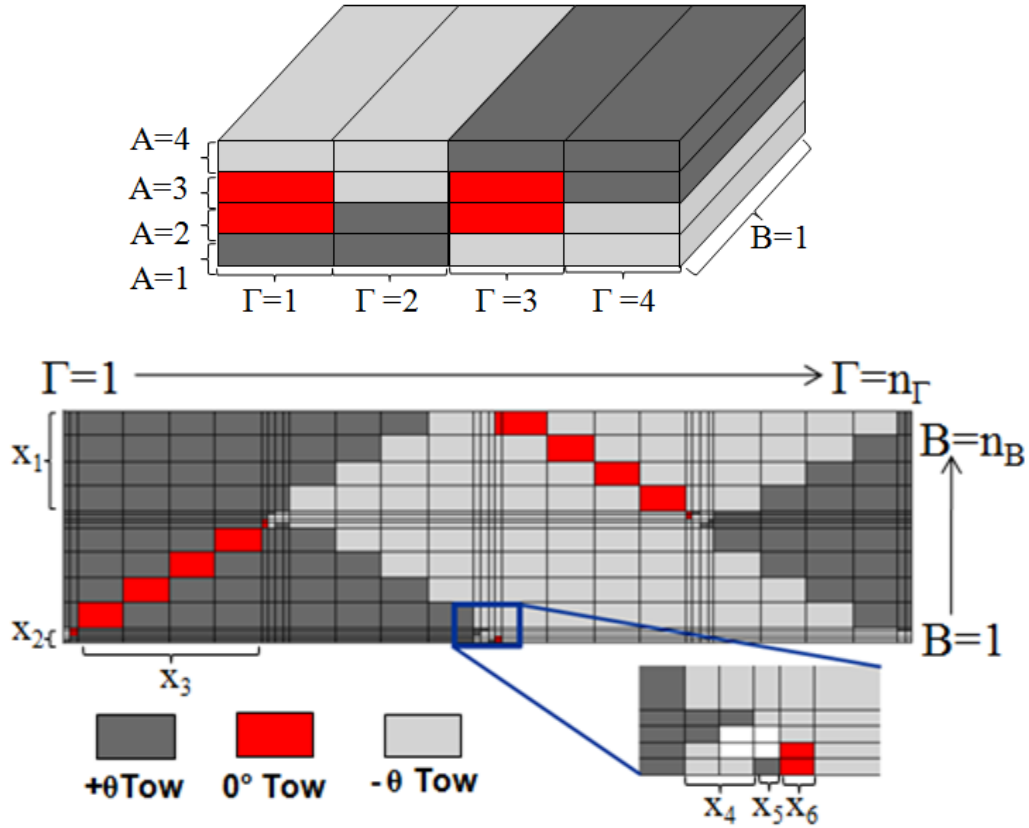 A=4
A=3
A=2
A=1
B=1
Γ=1
Γ =2
Γ =3
Γ =4
Γ=1
Γ=nΓ
x1
B=nB
x2
B=1
x3
+θ Tow
0° Tow
-θ Tow
x4
x5
x6